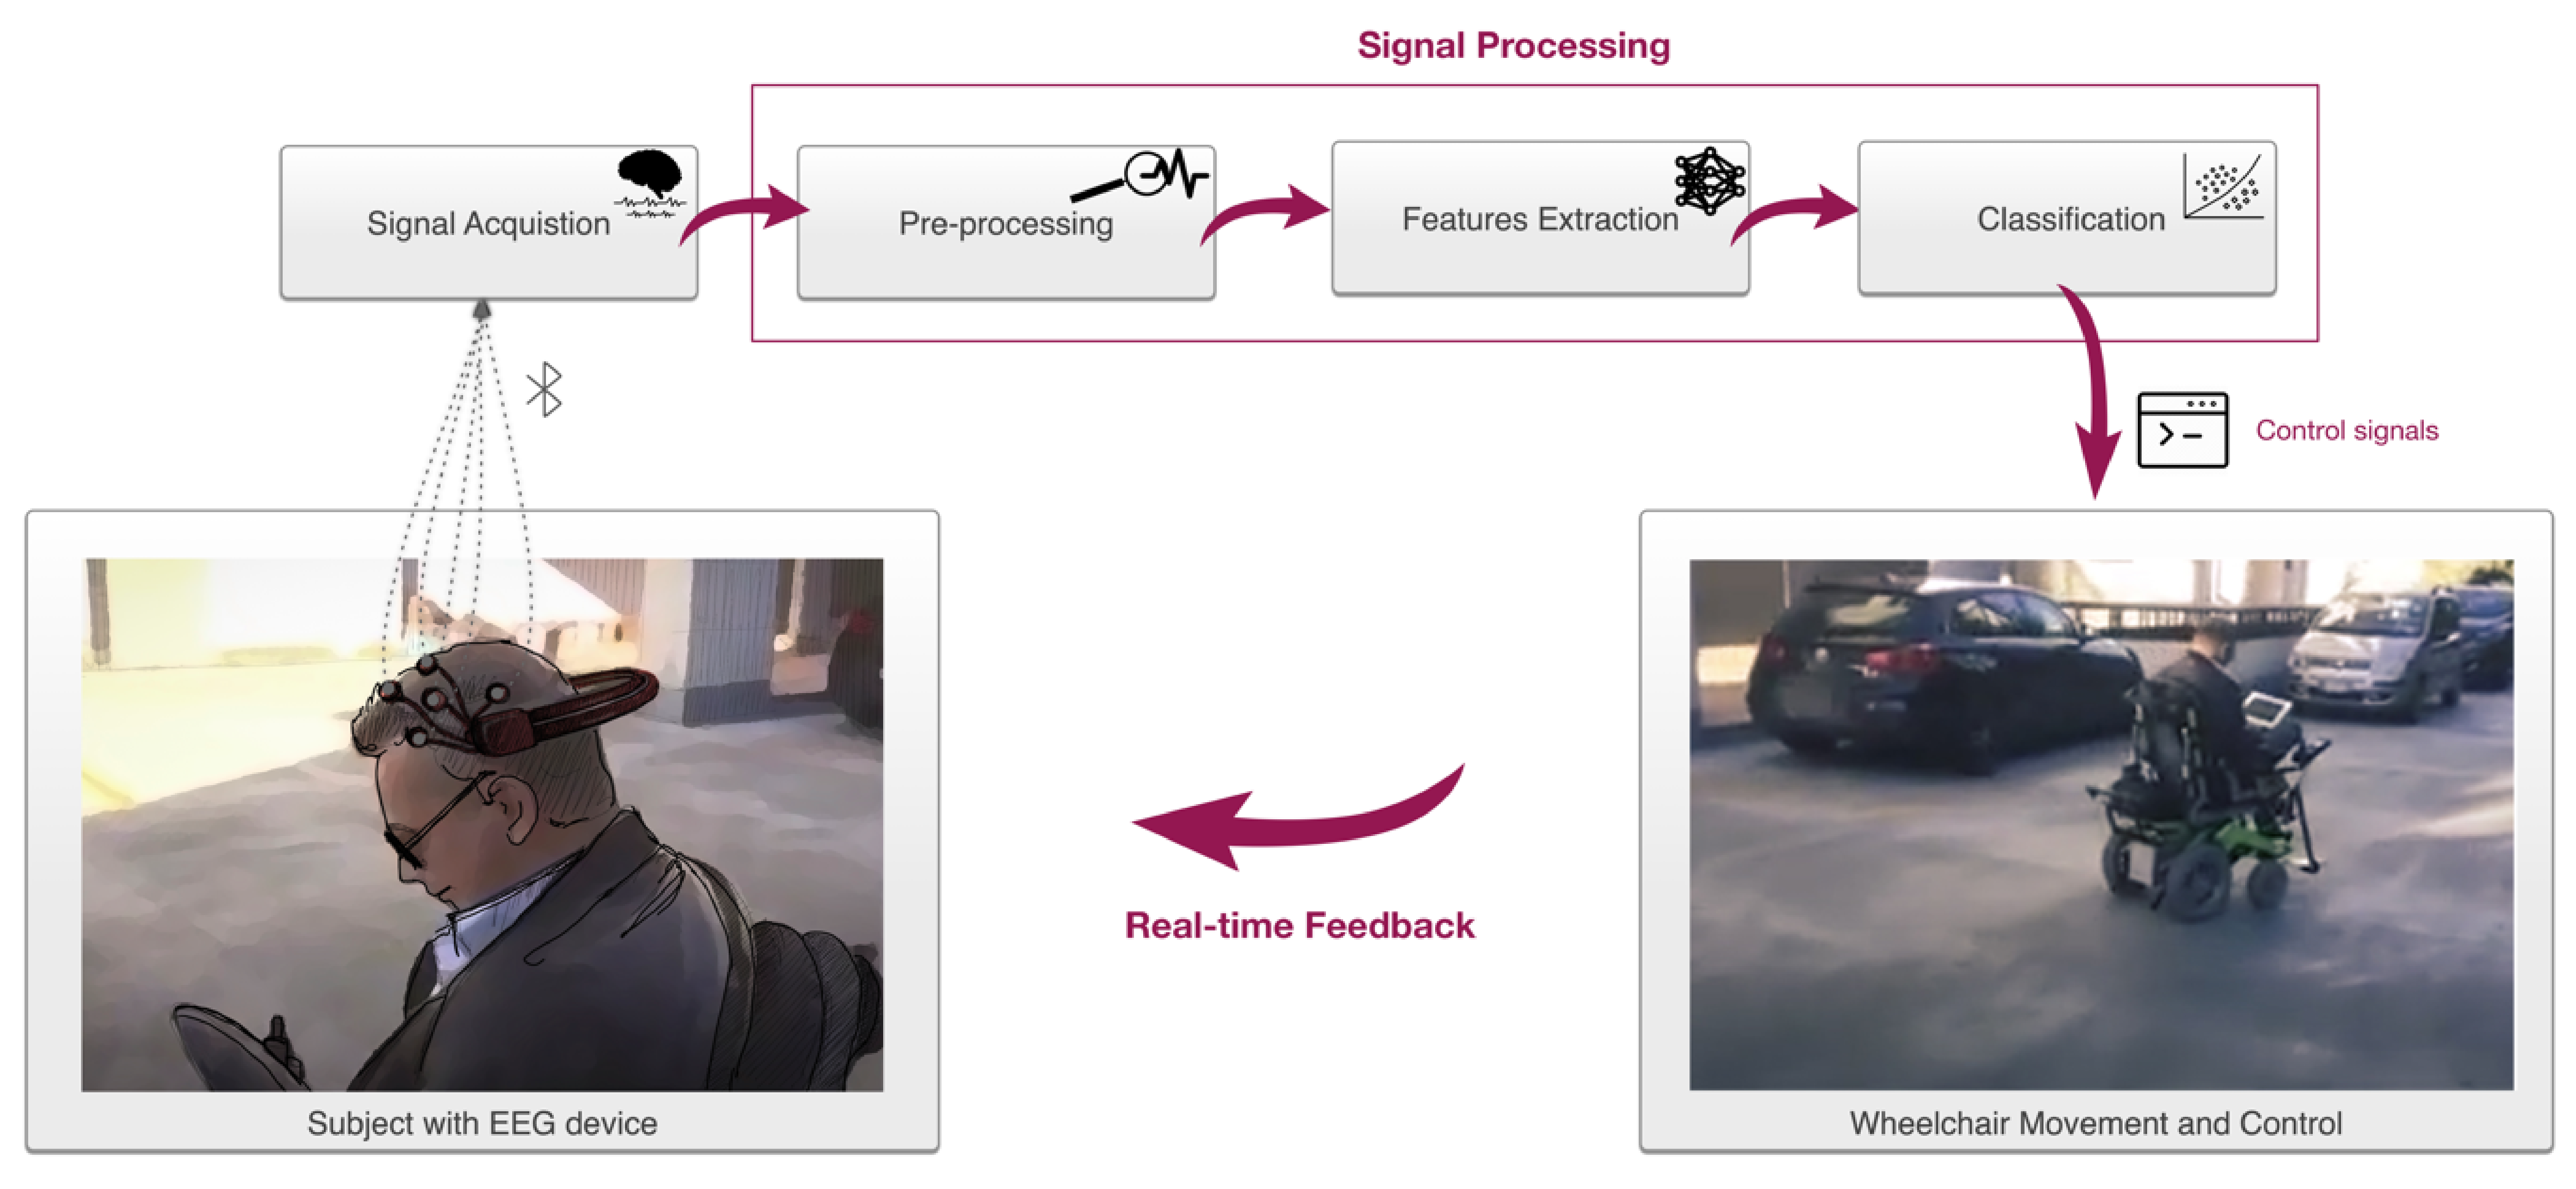 Signal Processing
Signal Acquistion
Pre-processing
Features Extraction
Classification
Control signals
Real-time Feedback
Subject with EEG device
Wheelchair Movement and Control